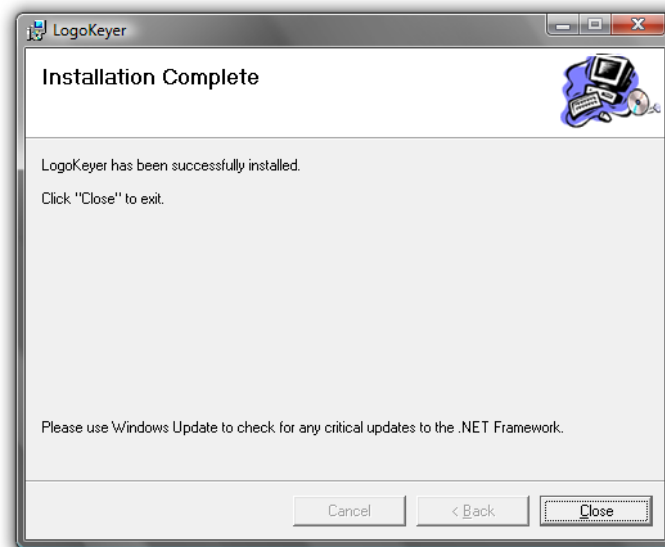 LogoKeyer
Installation Complete
LogoKeyer has been successfully installed.
Click "Close" to exit.
Please use Windows Update to check for any critical updates to the .NET Framework.
Cancel
< Back
Close